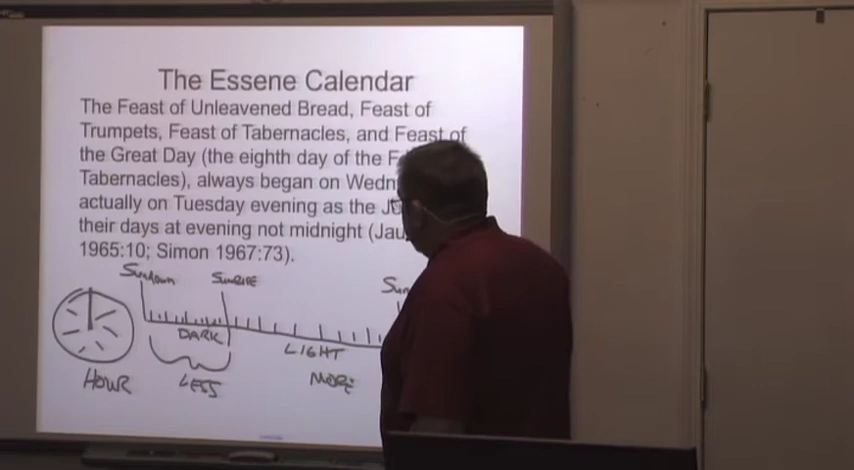 The Essene Calendar
The Feast of Unleavened Bread, Feast of
Trumpets, Feast of Tabernacles, and Feast of
the Great Day (the eighth day of the
Tabernacles), always began on
actually on Tuesday evening as the
their days at evening not midnight
1965:10; Simon 1967:73).
Sundown Sunrise
DARK
LIGHT
HOUR LESS MORE